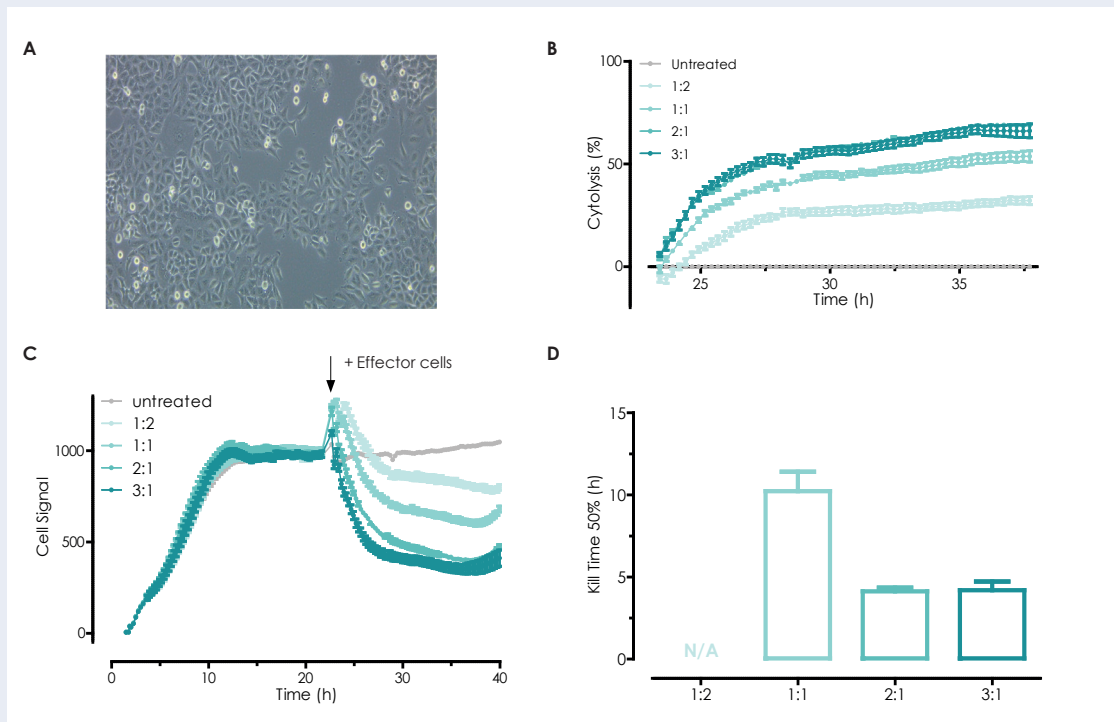 A
B
100
50
0
Cytolysis (%)
Untreated
1:2
1:1
2:1
3:1
25
30
35
Time (h)
C
+ Effector cells
untreated
1:2
1:1
2:1
3:1
1000
500
0
Cell Signal
0
10
20
30
40
Time (h)
D
15
10
5
0
Kill Time 50% (h)
N/A
1:2
1:1
2:1
3:1